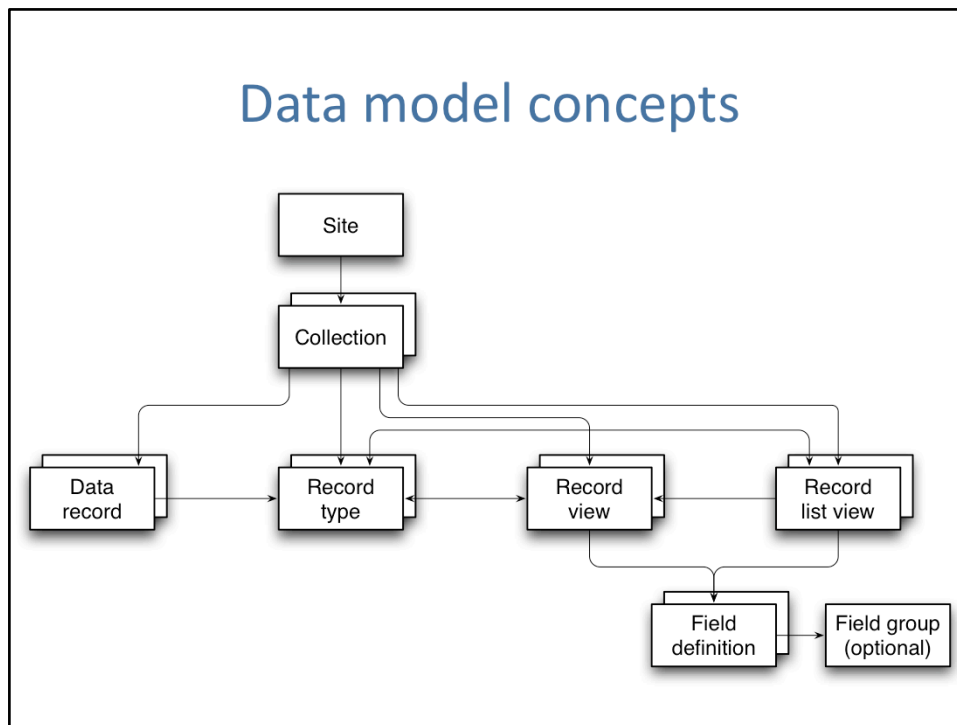 Data model concepts
Site
Collection
Data
record
Record
type
Record
view
Record
list view
Field
definition
Field group
(optional)